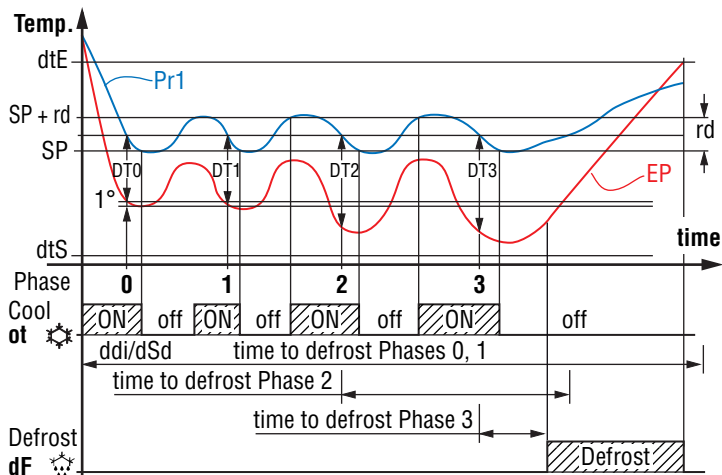 Temp.
dtE
Pr1
SP + rd
rd
SP
DT0 DT1 DT2 DT3
EP
1°
dtS
time
Phase 0 1 2 3
Cool
ON off ON off ON off ON off
ot
ddi/dSd time to defrost Phases 0, 1
time to defrost Phase 2
time to defrost Phase 3
Defrost
Defrost
dF